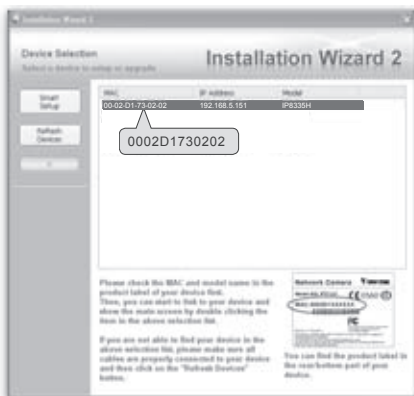 Installation Wizard 2
Device Selection
Select a device to setup or upgrade
Installation Wizard 2
Smart
Setup
Refresh
Devices
MAC IP Address Model
00-02-D1-73-02-02 192.168.5.151 IP8335H
0002D1730202
Please check the MAC and model name in the
product label of your device first.
Then, you can start to link to your device and
show the main screen by double clicking the
item in the above selection list.
If you are not able to find your device in the
above selection list, please make sure all
cables are properly connected to your device
and then click on the "Refresh Devices"
button.
Network Camera
You can find the product label in
the rear/bottom part of your
device.